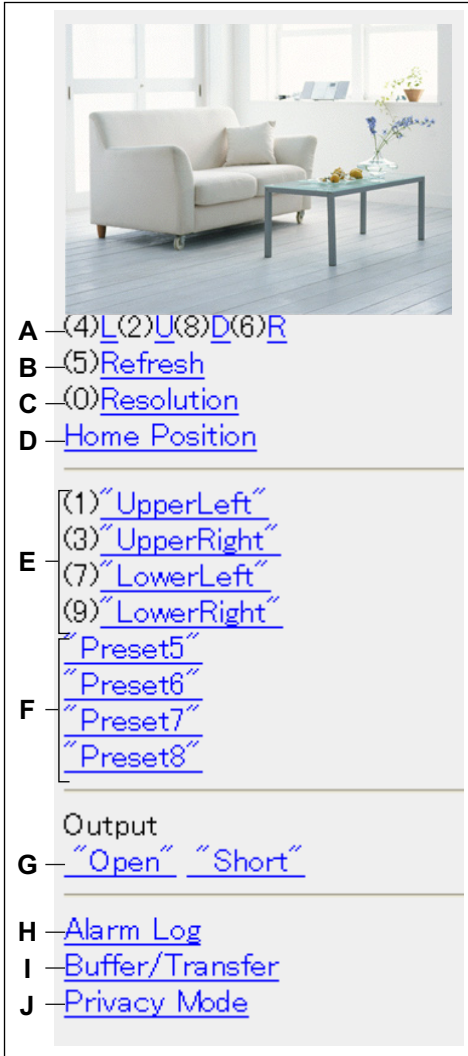 A (4)L(2)U(8)D(6)R
B (5)Refresh
C (0)Resolution
D Home Position
(1)"UpperLeft"
(3)"UpperRight"
E
(7)"LowerLeft"
(9)"LowerRight"
"Preset5"
"Preset6"
F
"Preset7"
"Preset8"
Output
G "Open" "Short"
H Alarm Log
I Buffer/Transfer
J Privacy Mode